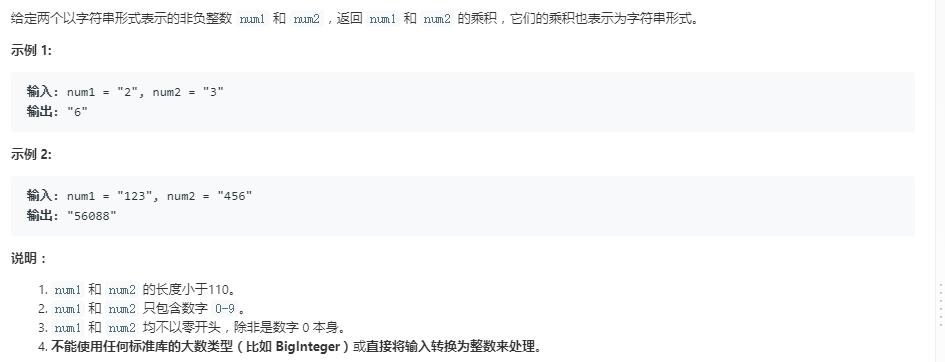 给定两个以字符串形式表示的非负整数 num1 和 num2，返回 num1 和 num2 的乘积，它们的乘积也表示为字符串形式。
示例 1:
输入: num1 = "2", num2 = "3"
输出: "6"
示例 2:
输入: num1 = "123", num2 = "456"
输出: "56088"
说明：
1. num1 和 num2 的长度小于110。
2. num1 和 num2 只包含数字 0-9。
3. num1 和 num2 均不以零开头，除非是数字 0 本身。
4. 不能使用任何标准库的大数类型（比如 BigInteger）或直接将输入转换为整数来处理。